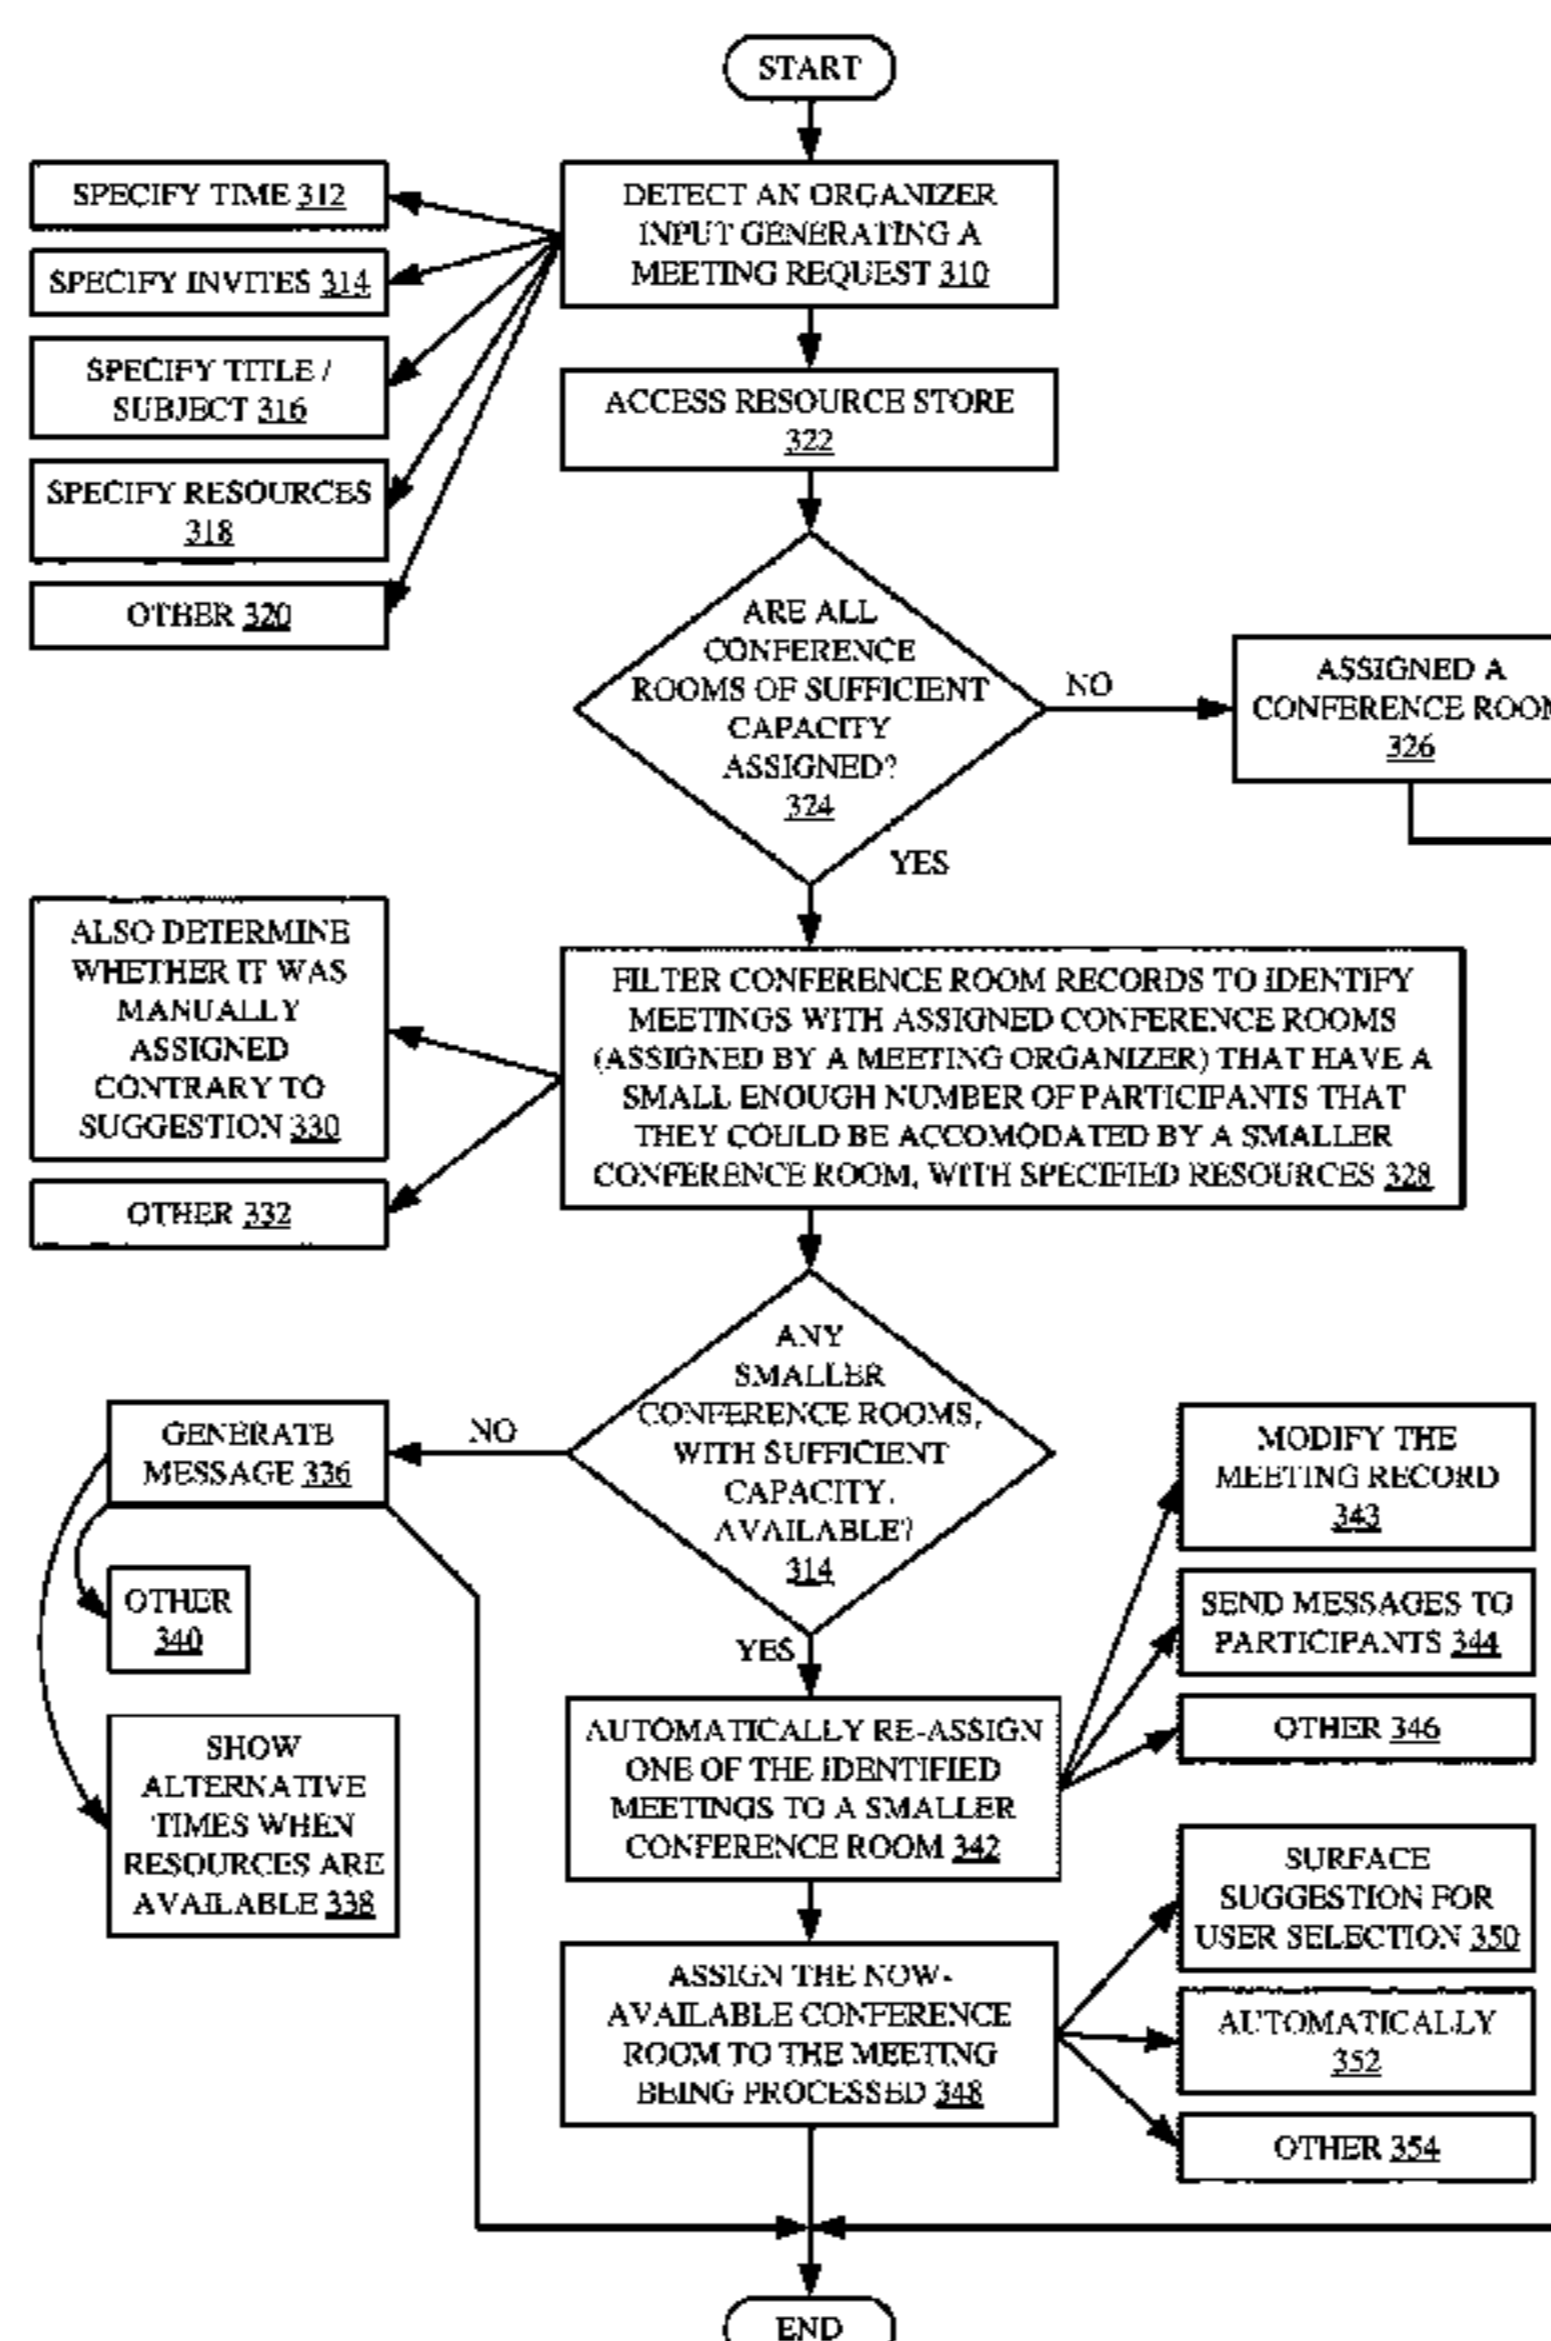 START
DETECT AN ORGANIZER
INPUT GENERATING A
MEETING REQUEST 310
SPECIFY TIME 312
SPECIFY INVITES 314
SPECIFY TITLE /
SUBJECT 316
SPECIFY RESOURCES
318
OTHER 320
ACCESS RESOURCE STORE
322
ARE ALL
CONFERENCE
ROOMS OF SUFFICIENT
CAPACITY
ASSIGNED?
324
NO
ASSIGNED A
CONFERENCE
326
YES
FILTER CONFERENCE ROOM RECORDS TO IDENTIFY
MEETINGS WITH ASSIGNED CONFERENCE ROOMS
(ASSIGNED BY A MEETING ORGANIZER) THAT HAVE A
SMALL ENOUGH NUMBER OF PARTICIPANTS THAT
THEY COULD BE ACCOMODATED BY A SMALLER
CONFERENCE ROOM, WITH SPECIFIED RESOURCES 328
ALSO DETERMINE
WHETHER IT WAS
MANUALLY
ASSIGNED
CONTRARY TO
SUGGESTION 330
OTHER 332
ANY
SMALLER
CONFERENCE ROOMS,
WITH SUFFICIENT
CAPACITY,
AVAILABLE?
314
NO
GENERATE
MESSAGE 336
OTHER
340
SHOW
ALTERNATIVE
TIMES WHEN
RESOURCES ARE
AVAILABLE 338
YES
AUTOMATICALLY RE-ASSIGN
ONE OF THE IDENTIFIED
MEETINGS TO A SMALLER
CONFERENCE ROOM 342
MODIFY THE
MEETING RECORD
343
SEND MESSAGES TO
PARTICIPANTS 344
OTHER 346
ASSIGN THE NOW-
AVAILABLE CONFERENCE
ROOM TO THE MEETING
BEING PROCESSED 348
SURFACE
SUGGESTION FOR
USER SELECTION 350
AUTOMATICALLY
352
OTHER 354
END